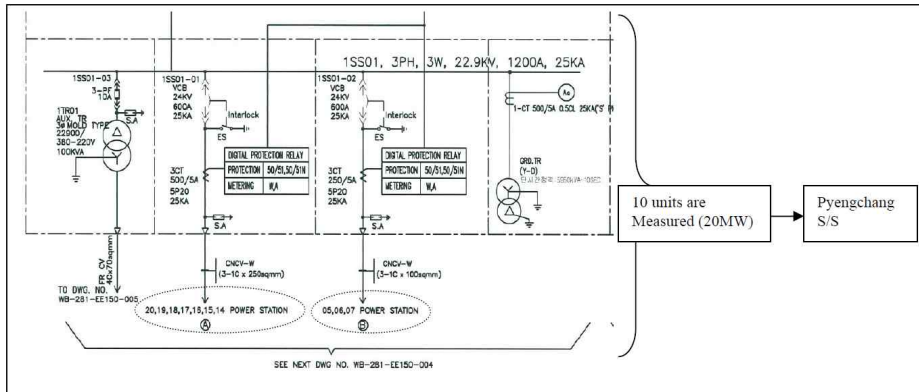 1SS01, 3PH, 3W, 22.9KV, 1200A, 25KA
1SS01-03
3-PF
10A
S.A
1TR01
AUX. TR
3ø MOLD TYPE
22900/
380-220V
100KVA
FR CV
4Cx70sqmm
TO DWG. NO.
WB-281-EE150-005
1SS01-01
VCB
24KV
600A
25KA
Interlock
ES
DIGITAL PROTECTION RELAY
PROTECTION 50/51,50/51N
METERING W,A
3CT
500/5A
5P20
25KA
S.A
CNCV-W
(3-1C x 250sqmm)
20,19,18,17,16,15,14 POWER STATION
A
1SS01-02
VCB
24KV
600A
25KA
Interlock
ES
DIGITAL PROTECTION RELAY
PROTECTION 50/51,50/51N
METERING W,A
3CT
250/5A
5P20
25KA
S.A
CNCV-W
(3-1C x 100sqmm)
05,06,07 POWER STATION
B
1-CT 500/5A 0.5CL 25KA
GRD.TR
(Y-D)
SEE NEXT DWG NO. WB-281-EE150-004
10 units are
Measured (20MW)
Pyengchang
S/S